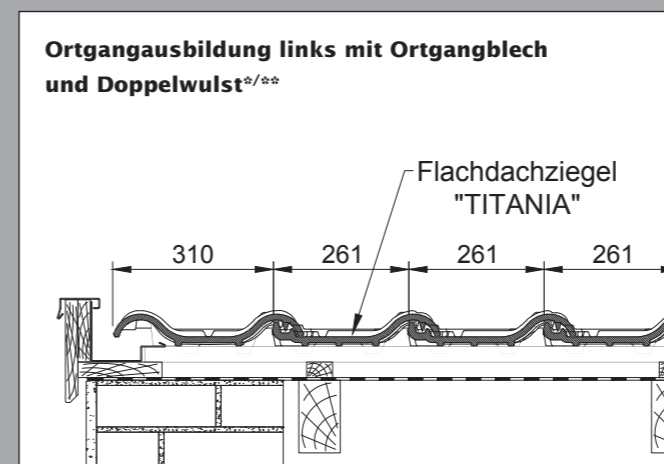 Ortgangausbildung links mit Ortgangblech
und Doppelwulst*/**
Flachdachziegel
"TITANIA"
310 261 261 261